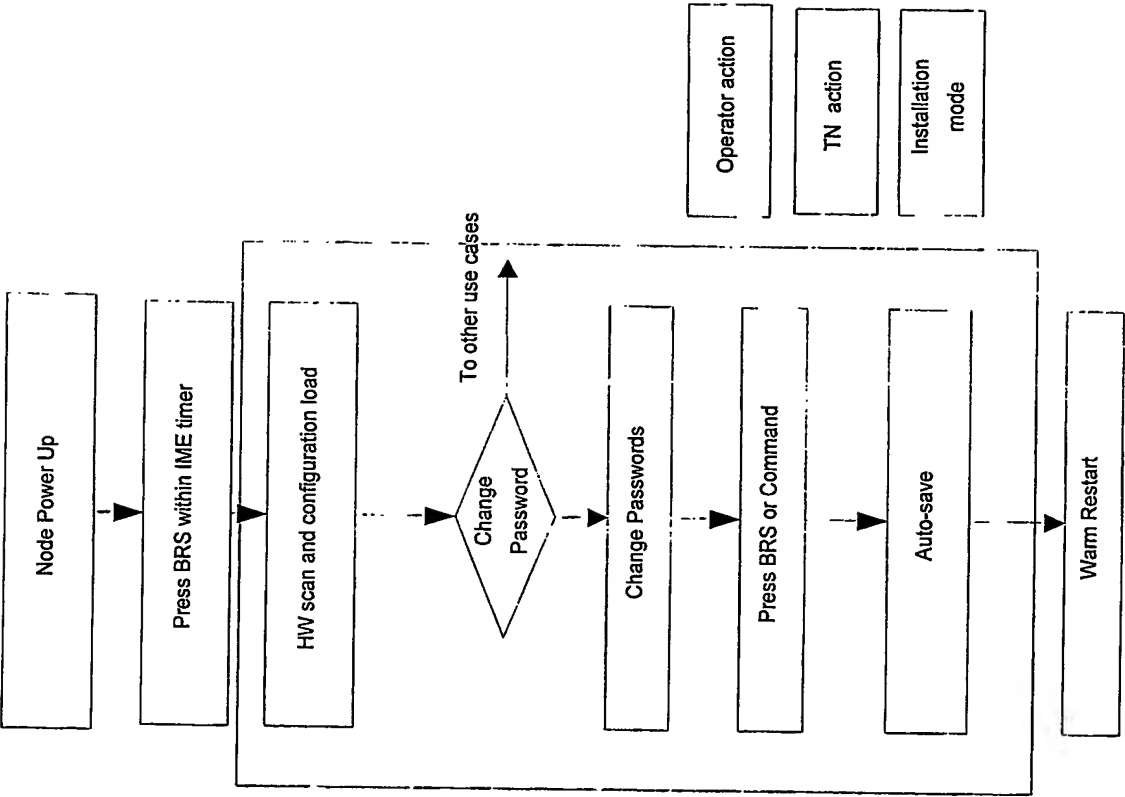 Node Power Up
Press BRS within IME timer
HW scan and configuration load
Change
Password
To other use cases
Change Passwords
Press BRS or Command
Auto-save
Warm Restart
Operator action
TN action
Installation
mode